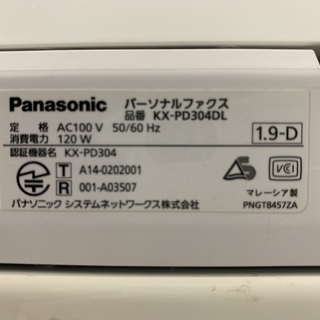 Panasonic パーソナルファクス
品番 KX-PD304DL
定 格 AC100 V 50/60 Hz
消費電力 120 W
1.9-D
認証機器名 KX-PD304
T A14-0202001
R 001-A03507
VCI
パナソニック システムネットワークス株式会社
マレーシア製
PNGT8457ZA